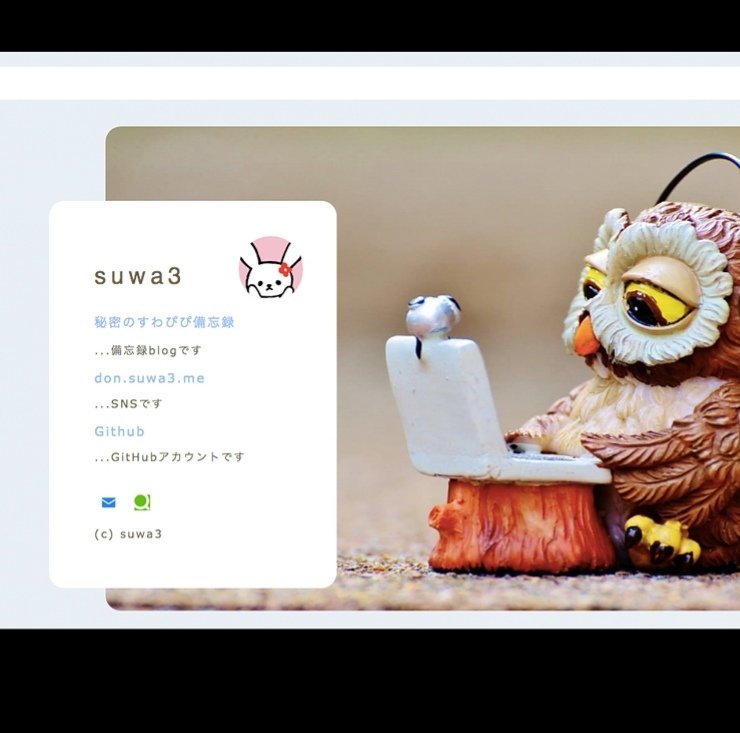 suwa3
秘密のすわぴぴ備忘録
...備忘録blogです
don.suwa3.me
...SNSです
Github
...GitHubアカウントです
(c) suwa3